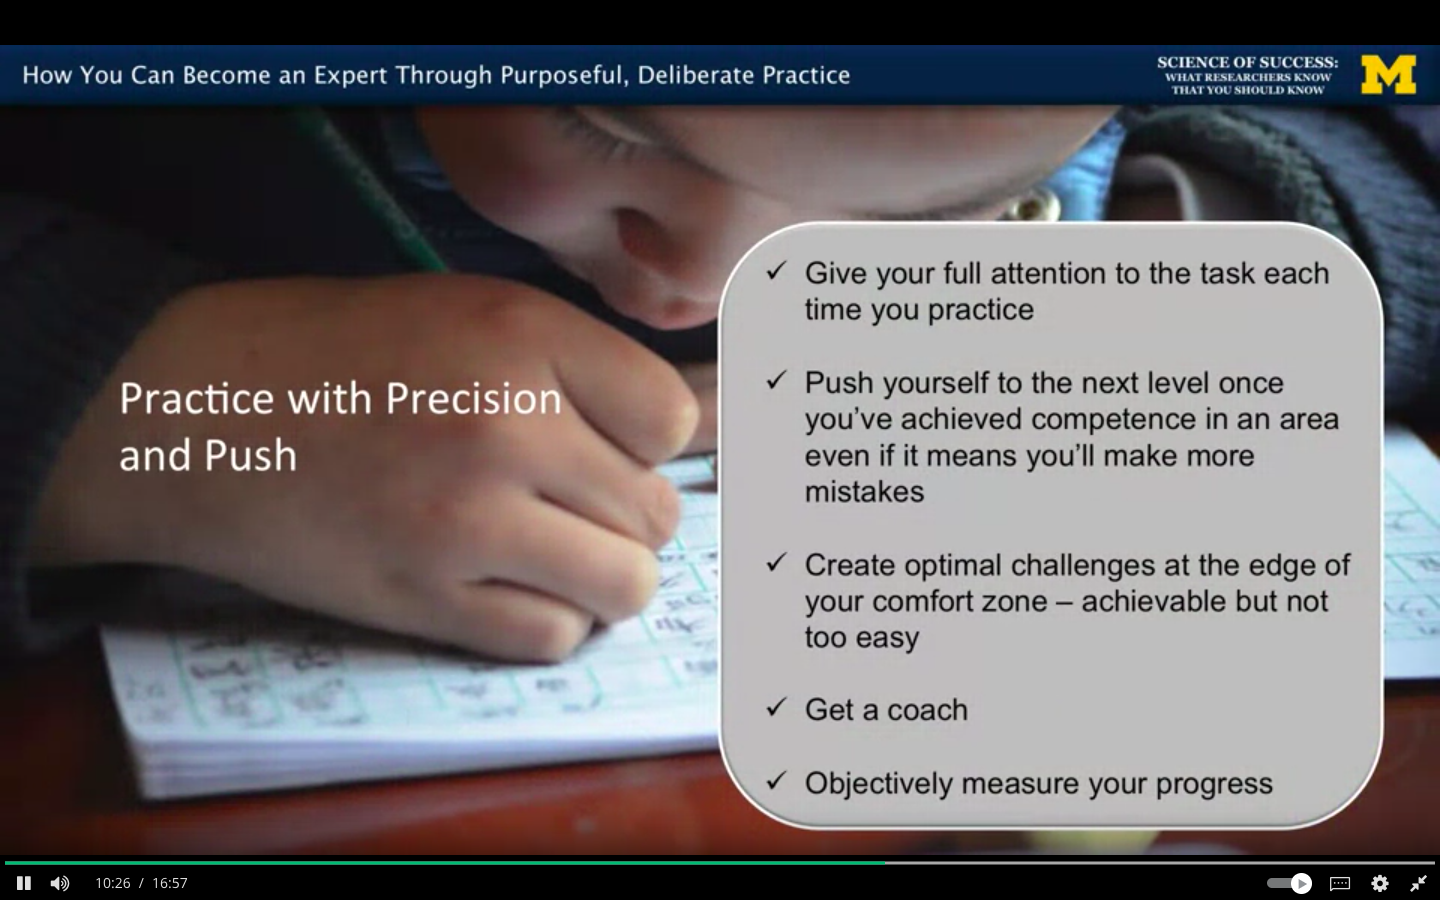 How You Can Become an Expert Through Purposeful, Deliberate Practice
SCIENCE OF SUCCESS:
WHAT RESEARCHERS KNOW
THAT YOU SHOULD KNOW
M
Practice with Precision
and Push
✓ Give your full attention to the task each
time you practice
✓ Push yourself to the next level once
you’ve achieved competence in an area
even if it means you’ll make more
mistakes
✓ Create optimal challenges at the edge of
your comfort zone – achievable but not
too easy
✓ Get a coach
✓ Objectively measure your progress
10:26 / 16:57